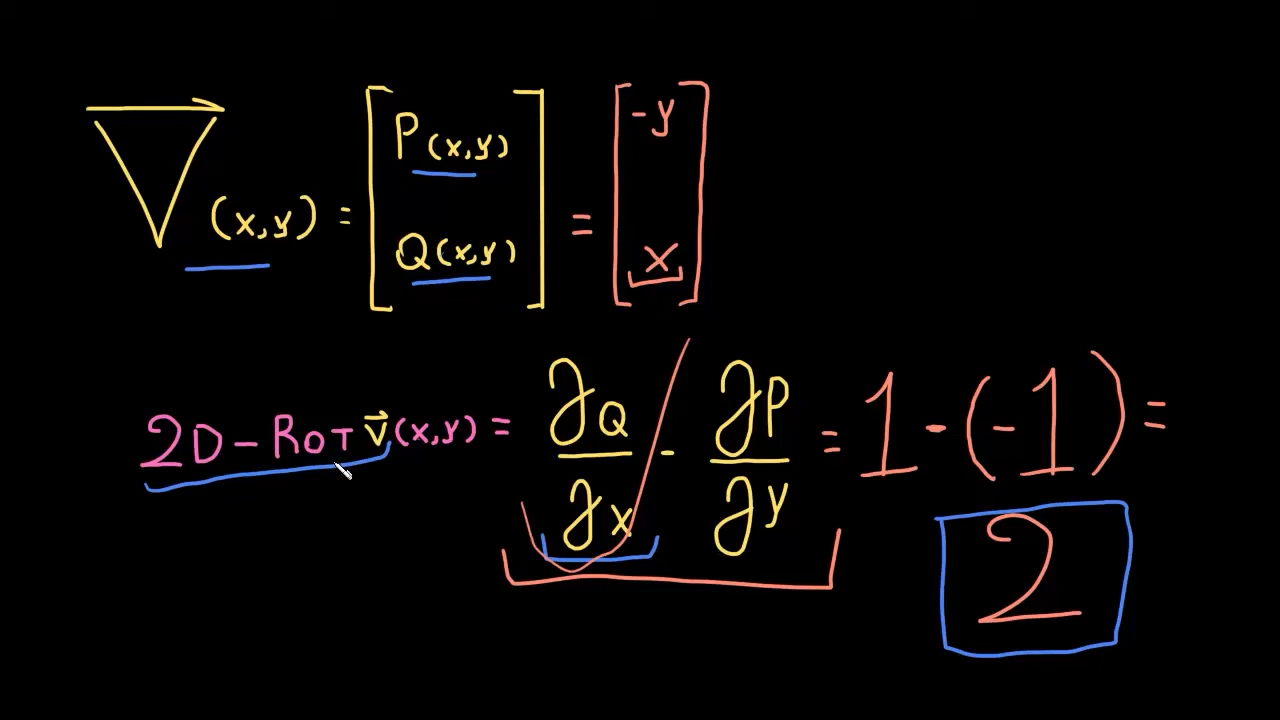 V⃗(x,y) = [P(x,y) Q(x,y)] = [-y x]
2D-ROT v⃗(x,y) = ∂Q/∂x - ∂P/∂y = 1 - (-1) =
2